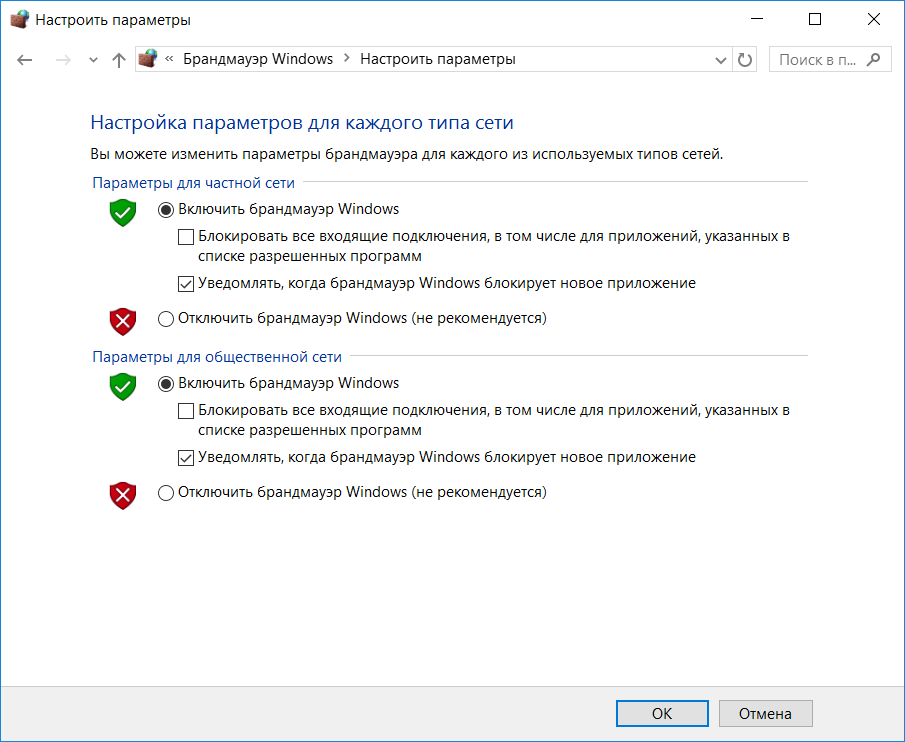 Настроить параметры
« Брандмауэр Windows > Настроить параметры
Поиск в п...
Настройка параметров для каждого типа сети
Вы можете изменить параметры брандмауэра для каждого из используемых типов сетей.
Параметры для частной сети
Включить брандмауэр Windows
Блокировать все входящие подключения, в том числе для приложений, указанных в
списке разрешенных программ
Уведомлять, когда брандмауэр Windows блокирует новое приложение
Отключить брандмауэр Windows (не рекомендуется)
Параметры для общественной сети
Включить брандмауэр Windows
Блокировать все входящие подключения, в том числе для приложений, указанных в
списке разрешенных программ
Уведомлять, когда брандмауэр Windows блокирует новое приложение
Отключить брандмауэр Windows (не рекомендуется)
ОК
Отмена